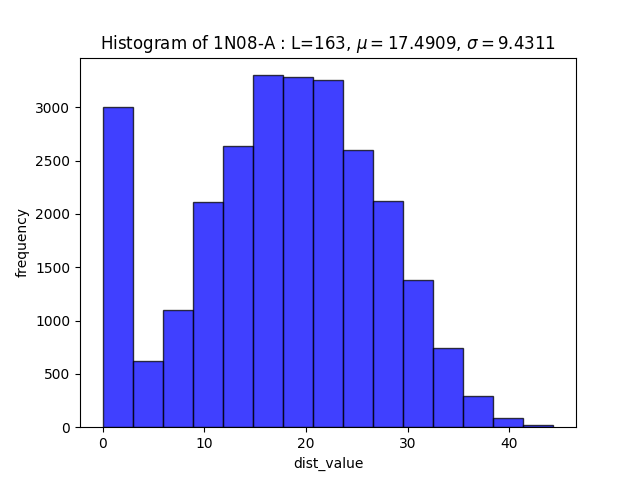 Histogram of 1N08-A : L=163, μ = 17.4909, σ = 9.4311
frequency
3000
2500
2000
1500
1000
500
0
0 10 20 30 40
dist_value